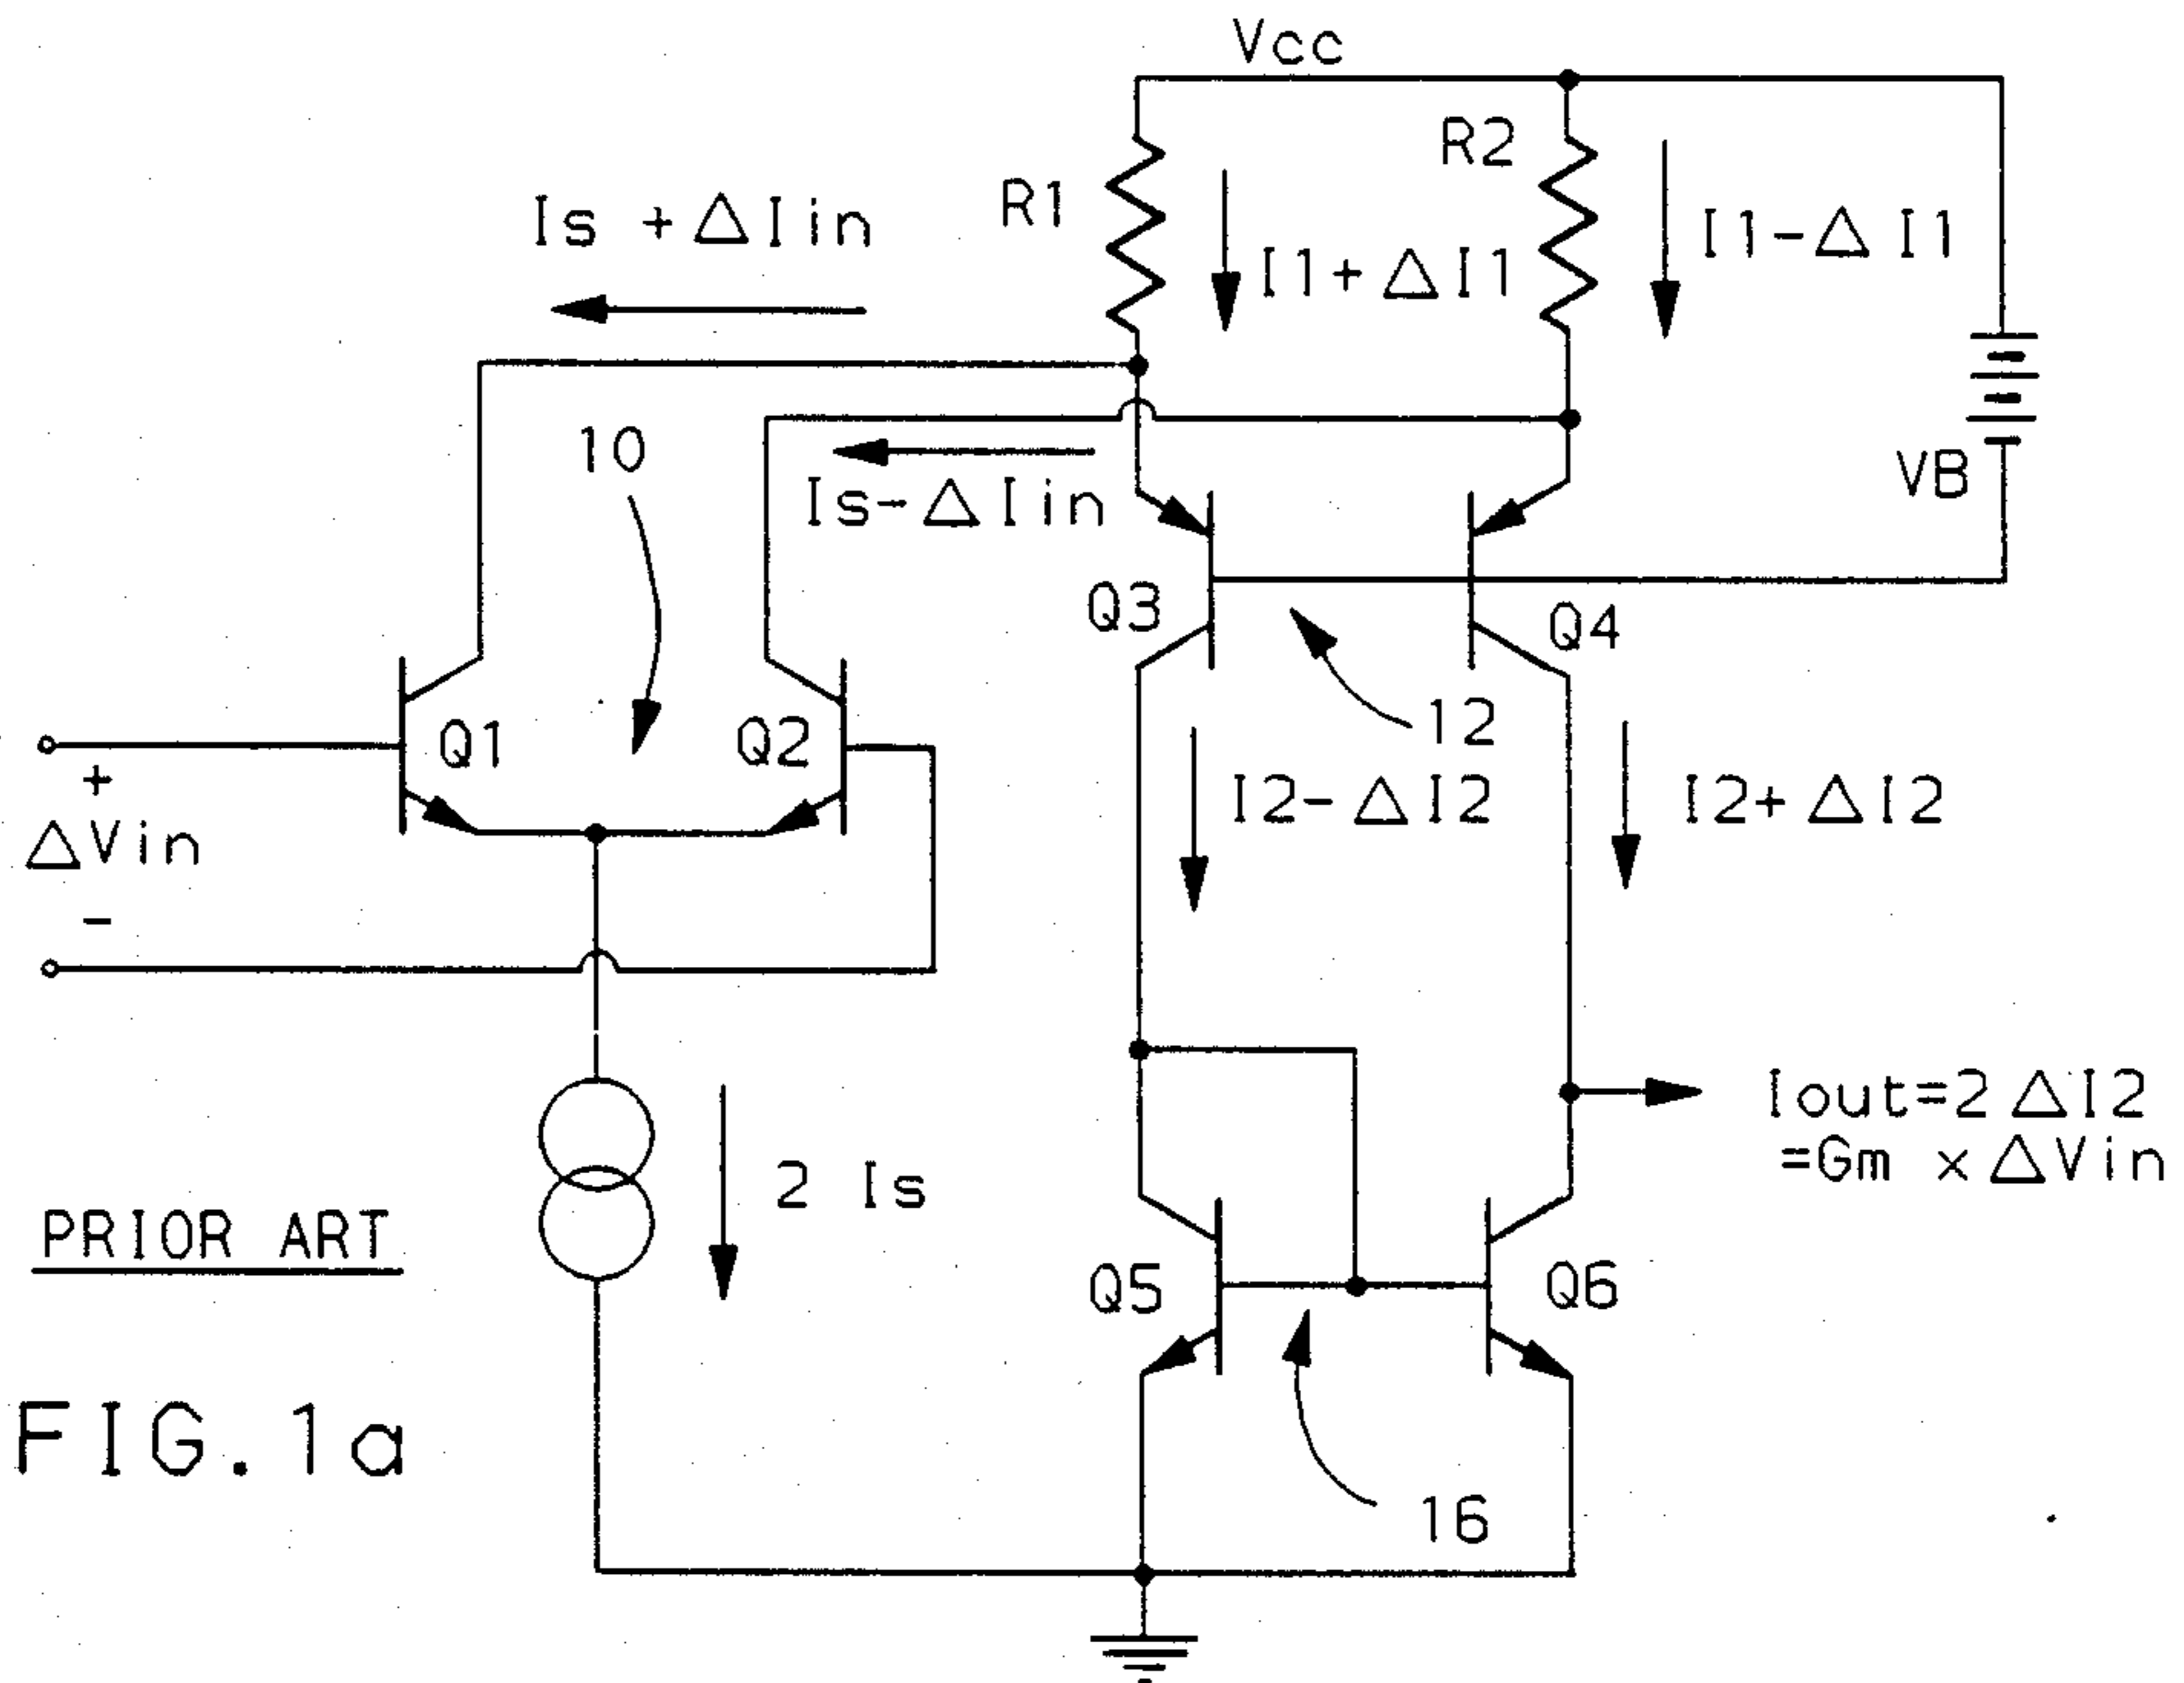 Vcc
R2
R1
Is +ΔIin
I1+ΔI1
I1-ΔI1
10
Is-ΔIin
VB
Q3
Q4
12
Q1
Q2
+
ΔVin
-
I2-ΔI2
I2+ΔI2
Iout=2ΔI2
=Gm xΔVin
2 Is
PRIOR ART
Q5
Q6
FIG.1a
16